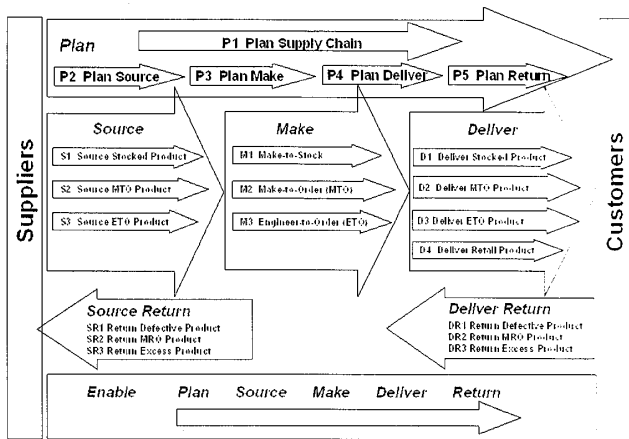 Suppliers
Plan
P1 Plan Supply Chain
P2 Plan Source
P3 Plan Make
P4 Plan Deliver
P5 Plan Return
Source
S1 Source Stocked Product
S2 Source MTO Product
S3 Source ETO Product
Make
M1 Make-to-Stock
M2 Make-to-Order (MTO)
M3 Engineer-to-Order (ETO)
Deliver
D1 Deliver Stocked Product
D2 Deliver MTO Product
D3 Deliver ETO Product
D4 Deliver Retail Product
Customers
Source Return
SR1 Return Defective Product
SR2 Return MRO Product
SR3 Return Excess Product
Deliver Return
DR1 Return Defective Product
DR2 Return MRO Product
DR3 Return Excess Product
Enable Plan Source Make Deliver Return